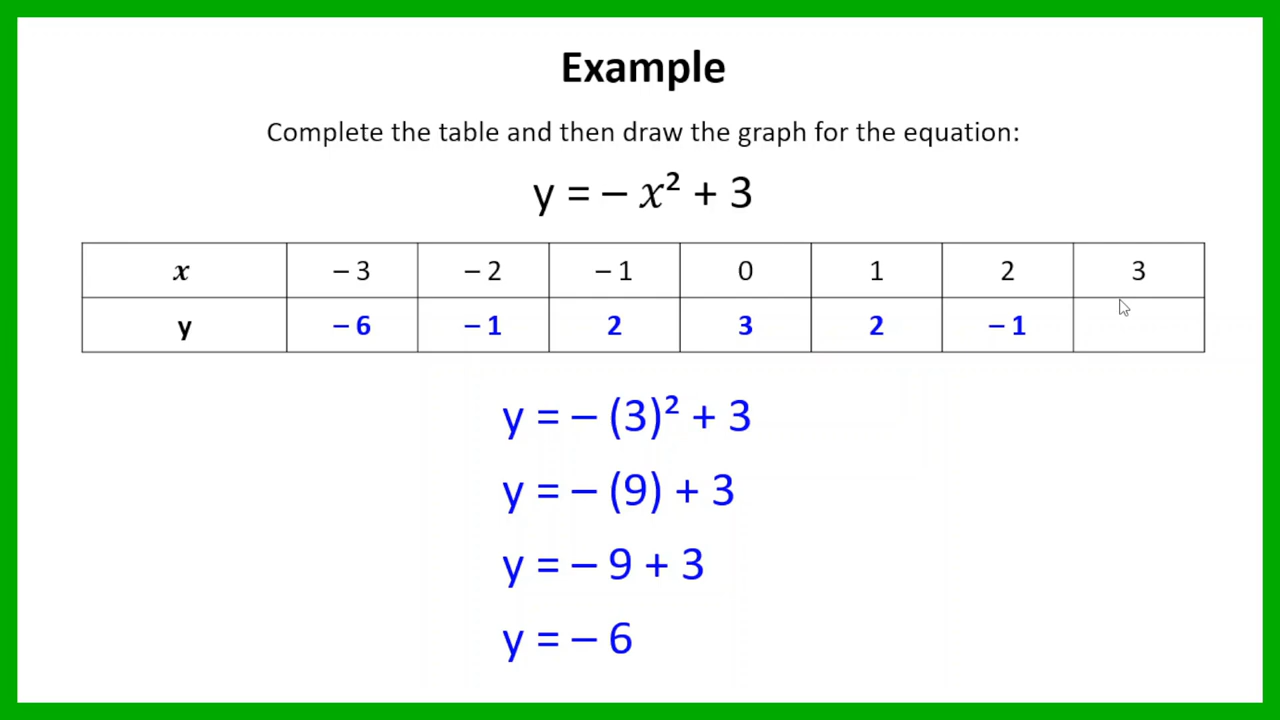 Example
Complete the table and then draw the graph for the equation:
y = – x² + 3
x – 3 – 2 – 1 0 1 2 3
y – 6 – 1 2 3 2 – 1
y = – (3)² + 3
y = – (9) + 3
y = – 9 + 3
y = – 6